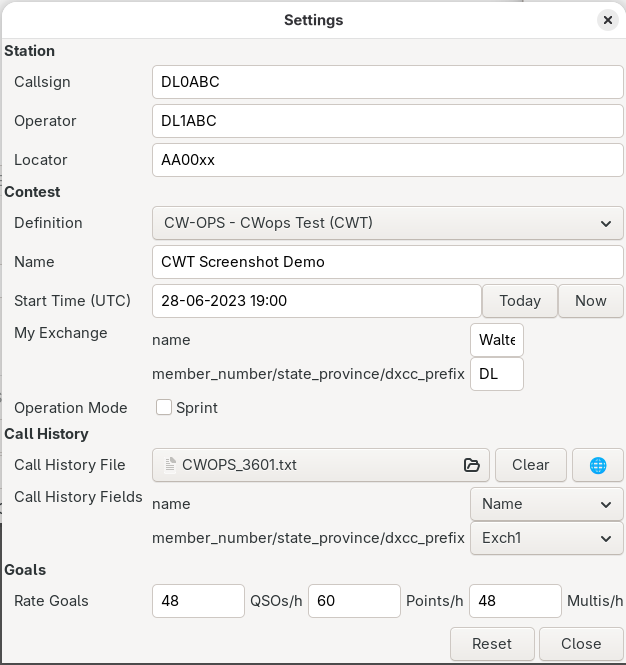 Settings
Station
Callsign DL0ABC
Operator DL1ABC
Locator AA00xx
Contest
Definition CW-OPS - CWops Test (CWT)
Name CWT Screenshot Demo
Start Time (UTC) 28-06-2023 19:00 Today Now
My Exchange name Walte
member_number/state_province/dxcc_prefix DL
Operation Mode Sprint
Call History
Call History File CWOPS_3601.txt Clear
Call History Fields name Name
member_number/state_province/dxcc_prefix Exch1
Goals
Rate Goals 48 QSOs/h 60 Points/h 48 Multis/h
Reset Close